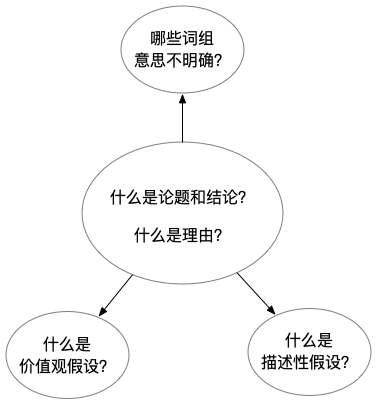 哪些词组
意思不明确？
什么是论题和结论？
什么是理由？
什么是
价值观假设？
什么是
描述性假设？